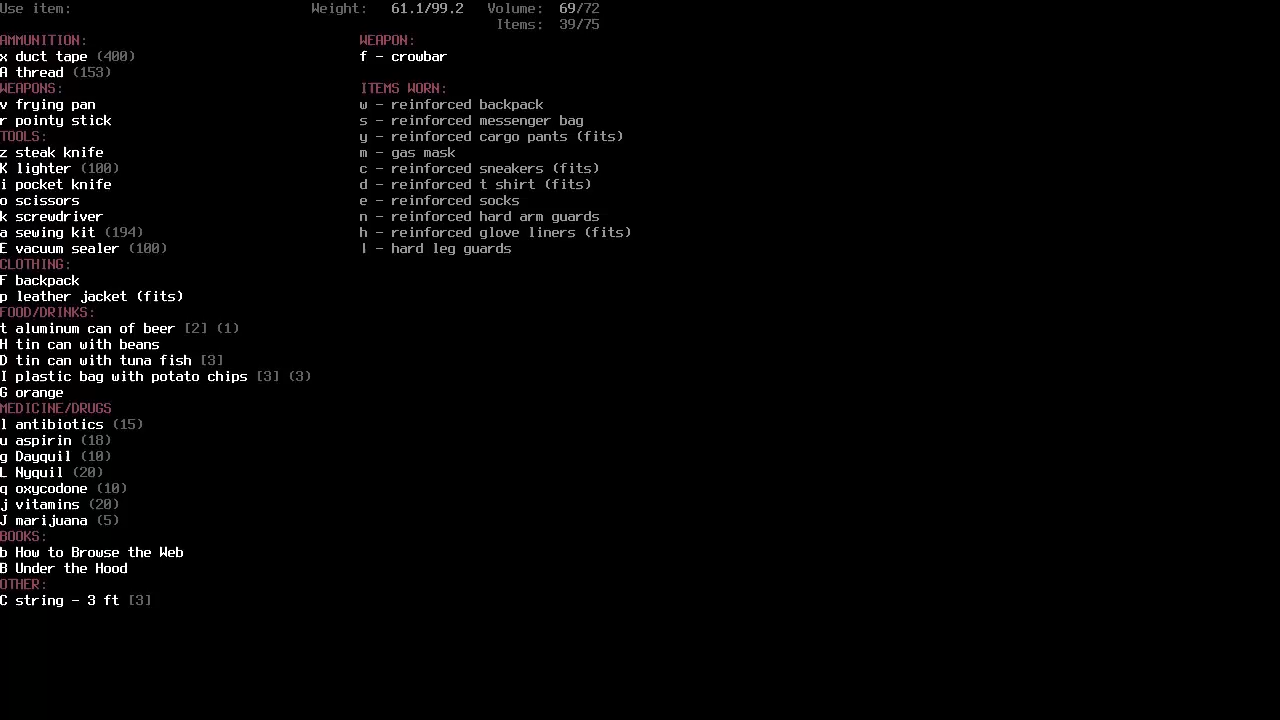 Use item: Weight: 61.1/99.2 Volume: 69/72
Items: 39/75
AMMUNITION:
x duct tape (400)
A thread (153)
WEAPONS:
v frying pan
r pointy stick
TOOLS:
z steak knife
K lighter (100)
i pocket knife
o scissors
k screwdriver
a sewing kit (194)
E vacuum sealer (100)
CLOTHING:
F backpack
p leather jacket (fits)
FOOD/DRINKS:
t aluminum can of beer [2] (1)
H tin can with beans
D tin can with tuna fish [3]
I plastic bag with potato chips [3] (3)
G orange
MEDICINE/DRUGS
l antibiotics (15)
u aspirin (18)
g Dayquil (10)
L Nyquil (20)
q oxycodone (10)
j vitamins (20)
J marijuana (5)
BOOKS:
b How to Browse the Web
B Under the Hood
OTHER:
C string - 3 ft [3]
WEAPON:
f - crowbar
ITEMS WORN:
w - reinforced backpack
s - reinforced messenger bag
y - reinforced cargo pants (fits)
m - gas mask
c - reinforced sneakers (fits)
d - reinforced t shirt (fits)
e - reinforced socks
n - reinforced hard arm guards
h - reinforced glove liners (fits)
l - hard leg guards